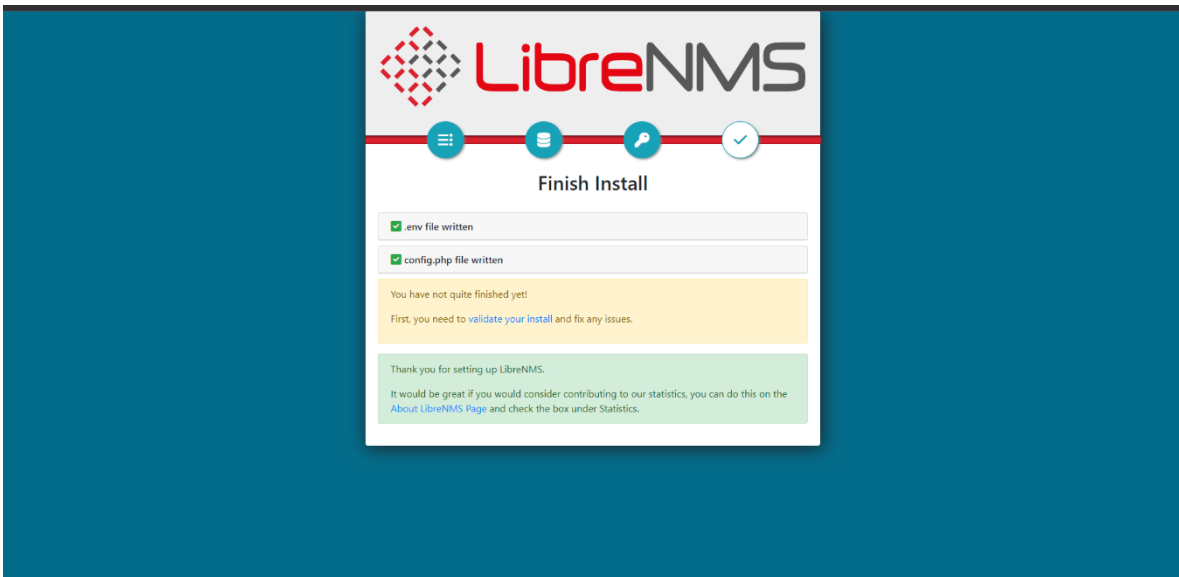 LibreNMS
Finish Install
.env file written
config.php file written
You have not quite finished yet!
First, you need to validate your install and fix any issues.
Thank you for setting up LibreNMS.
It would be great if you would consider contributing to our statistics, you can do this on the
About LibreNMS Page and check the box under Statistics.